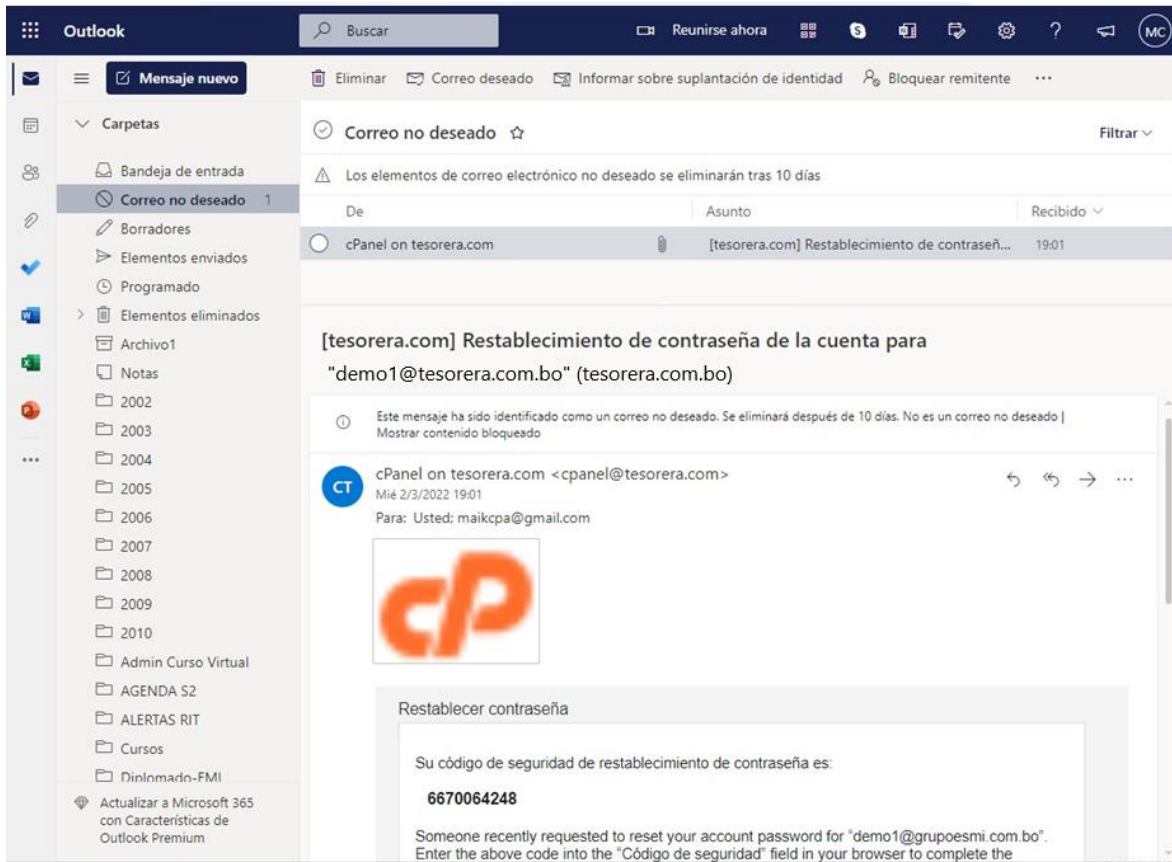 Outlook
Buscar
Reunirse ahora
MC
Mensaje nuevo
Eliminar
Correo deseado
Informar sobre suplantación de identidad
Bloquear remitente
...
Carpetas
Bandeja de entrada
Correo no deseado 1
Borradores
Elementos enviados
Programado
Elementos eliminados
Archivo1
Notas
2002
2003
2004
2005
2006
2007
2008
2009
2010
Admin Curso Virtual
AGENDA S2
ALERTAS RIT
Cursos
Diplomado-EMI
Actualizar a Microsoft 365
con Características de
Outlook Premium
Correo no deseado
Filtrar
Los elementos de correo electrónico no deseado se eliminarán tras 10 días
De Asunto Recibido
cPanel on tesorera.com [tesorera.com] Restablecimiento de contraseñ... 19:01
[tesorera.com] Restablecimiento de contraseña de la cuenta para
"demo1@tesorera.com.bo" (tesorera.com.bo)
Este mensaje ha sido identificado como un correo no deseado. Se eliminará después de 10 días. No es un correo no deseado |
Mostrar contenido bloqueado
CT
cPanel on tesorera.com <cpanel@tesorera.com>
Mié 2/3/2022 19:01
Para: Usted; maikcpa@gmail.com
cP
Restablecer contraseña
Su código de seguridad de restablecimiento de contraseña es:
6670064248
Someone recently requested to reset your account password for "demo1@grupoesmi.com.bo".
Enter the above code into the "Código de seguridad" field in your browser to complete the